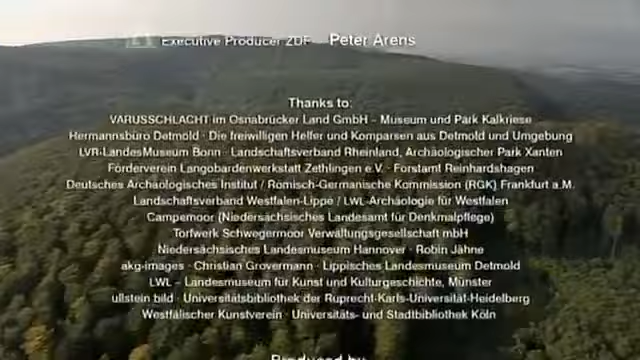 Executive Producer ZDF Peter Arens
Thanks to:
VARUSSCHLACHT im Osnabrücker Land GmbH - Museum und Park Kalkriese
Hermannsbüro Detmold · Die freiwilligen Helfer und Komparsen aus Detmold und Umgebung
LVR-LandesMuseum Bonn · Landschaftsverband Rheinland, Archäologischer Park Xanten
Förderverein Langobardenwerkstatt Zethlingen e.V. · Forstamt Reinhardshagen
Deutsches Archäologisches Institut / Römisch-Germanische Kommission (RGK) Frankfurt a.M.
Landschaftsverband Westfalen-Lippe / LWL-Archäologie für Westfalen
Campemoor (Niedersächsisches Landesamt für Denkmalpflege)
Torfwerk Schwegermoor Verwaltungsgesellschaft mbH
Niedersächsisches Landesmuseum Hannover · Robin Jähne
akg-images · Christian Grovermann · Lippisches Landesmuseum Detmold
LWL - Landesmuseum für Kunst und Kulturgeschichte, Münster
ullstein bild · Universitätsbibliothek der Ruprecht-Karls-Universität-Heidelberg
Westfälischer Kunstverein · Universitäts- und Stadtbibliothek Köln
Produced by